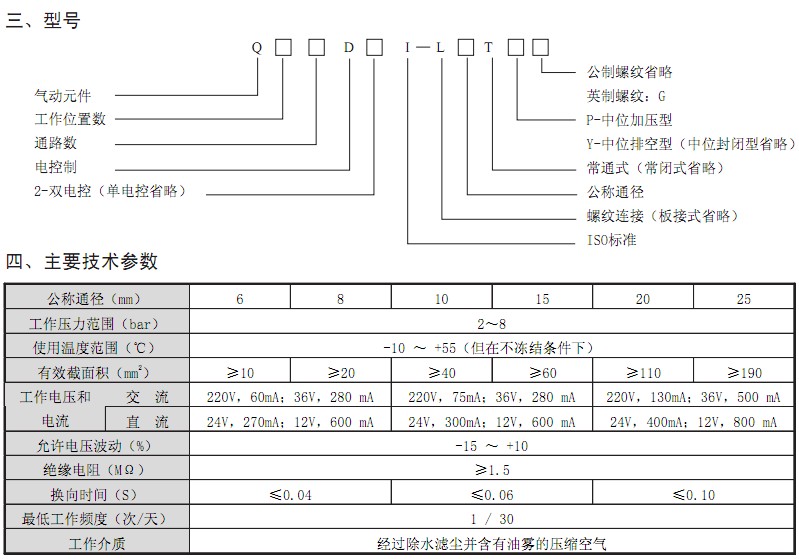 三、型号
Q□□D□I—L□T□□
公制螺纹省略
气动元件
英制螺纹：G
工作位置数
P-中位加压型
通路数
Y-中位排空型（中位封闭型省略）
电控制
常通式（常闭式省略）
2-双电控（单电控省略）
公称通径
螺纹连接（板接式省略）
ISO标准
四、主要技术参数
公称通径（mm） 6 8 10 15 20 25
工作压力范围（bar） 2～8
使用温度范围（℃） -10 ～ +55（但在不冻结条件下）
有效截面积（mm²） ≥10 ≥20 ≥40 ≥60 ≥110 ≥190
工作电压和 交 流 220V，60mA；36V，280 mA 220V，75mA；36V，280 mA 220V，130mA；36V，500 mA
电流 直 流 24V，270mA；12V，600 mA 24V，300mA；12V，600 mA 24V，400mA；12V，800 mA
允许电压波动（%） -15 ～ +10
绝缘电阻（MΩ） ≥1.5
换向时间（S） ≤0.04 ≤0.06 ≤0.10
最低工作频度（次/天） 1 / 30
工作介质 经过除水滤尘并含有油雾的压缩空气